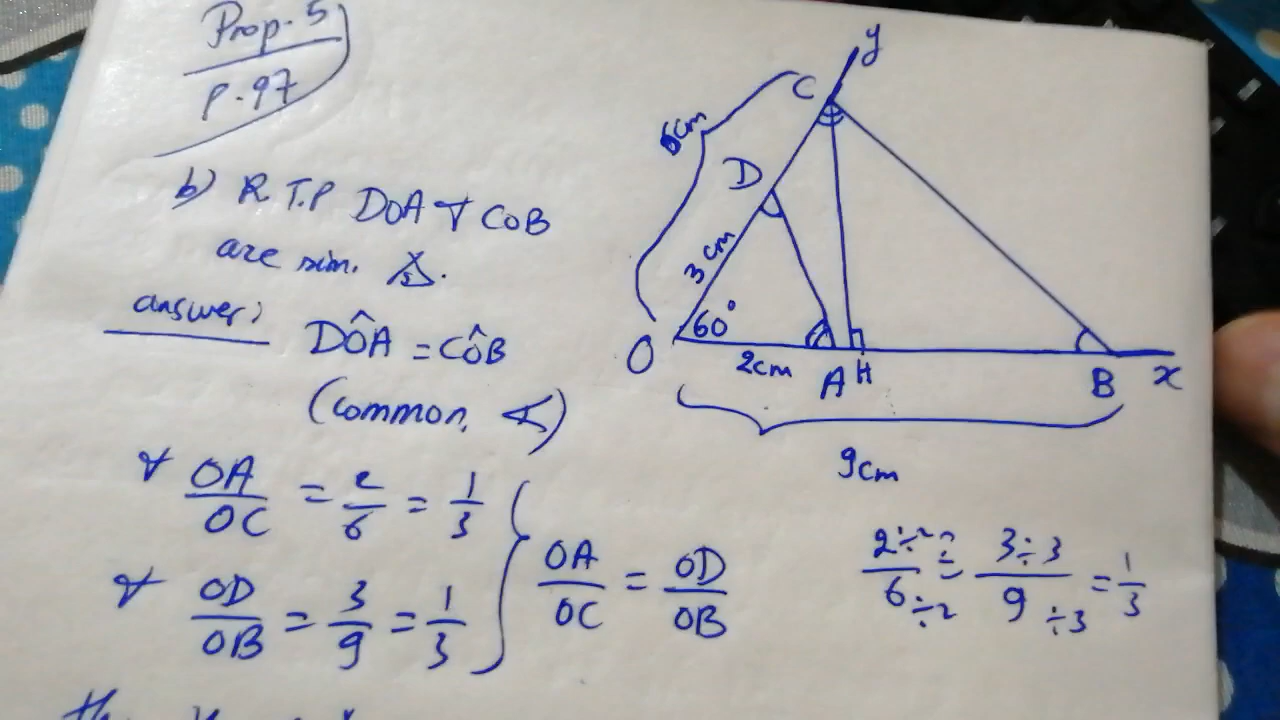 Prop. 5
p. 97
b) R.T.P DOA & COB
are sim. Δs.
answer:
DÔA = CÔB
(common, ∢)
& OA/OC = 2/6 = 1/3
& OD/OB = 3/9 = 1/3
OA/OC = OD/OB
y
C
6cm
D
3 cm
60°
O
2cm
A H
B
x
9cm
2÷2/6÷2 ?= 3÷3/9÷3 = 1/3